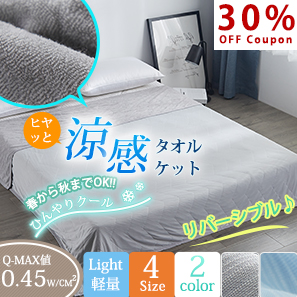 30%
OFF Coupon
ヒヤッと
涼感
タオル
ケット
春から秋までOK!!
ひんやりクール
リバーシブル♪
Q-MAX値
0.45W/cm²
Light
軽量
4
Size
2
color